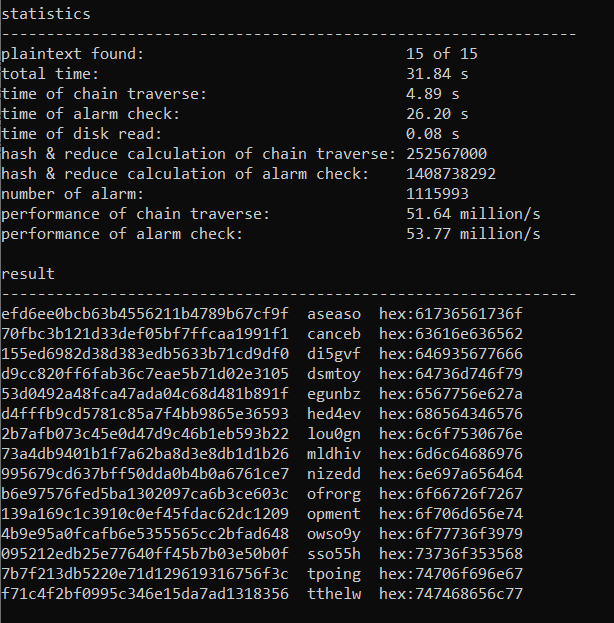 statistics
----------------------------------------------------------------
plaintext found:                             15 of 15
total time:                                  31.84 s
time of chain traverse:                      4.89 s
time of alarm check:                         26.20 s
time of disk read:                           0.08 s
hash & reduce calculation of chain traverse: 252567000
hash & reduce calculation of alarm check:    1408738292
number of alarm:                             1115993
performance of chain traverse:               51.64 million/s
performance of alarm check:                  53.77 million/s
result
----------------------------------------------------------------
efd6ee0bcb63b4556211b4789b67cf9f  aseaso  hex:61736561736f
70fbc3b121d33def05bf7ffcaa1991f1  canceb  hex:63616e636562
155ed6982d38d383edb5633b71cd9df0  di5gvf  hex:646935677666
d9cc820ff6fab36c7eae5b71d02e3105  dsmtoy  hex:64736d746f79
53d0492a48fca47ada04c68d481b891f  egunbz  hex:6567756e627a
d4fffb9cd5781c85a7f4bb9865e36593  hed4ev  hex:686564346576
2b7afb073c45e0d47d9c46b1eb593b22  lou0gn  hex:6c6f7530676e
73a4db9401b1f7a62ba8d3e8db1d1b26  mldhiv  hex:6d6c64686976
995679cd637bff50dda0b4b0a6761ce7  nizedd  hex:6e697a656464
b6e97576fed5ba1302097ca6b3ce603c  ofrorg  hex:6f66726f7267
139a169c1c3910c0ef45fdac62dc1209  opment  hex:6f706d656e74
4b9e95a0fcafb6e5355565cc2bfad648  owso9y  hex:6f77736f3979
095212edb25e77640ff45b7b03e50b0f  sso55h  hex:73736f353568
7b7f213db5220e71d129619316756f3c  tpoing  hex:74706f696e67
f71c4f2bf0995c346e15da7ad1318356  tthelw  hex:747468656c77